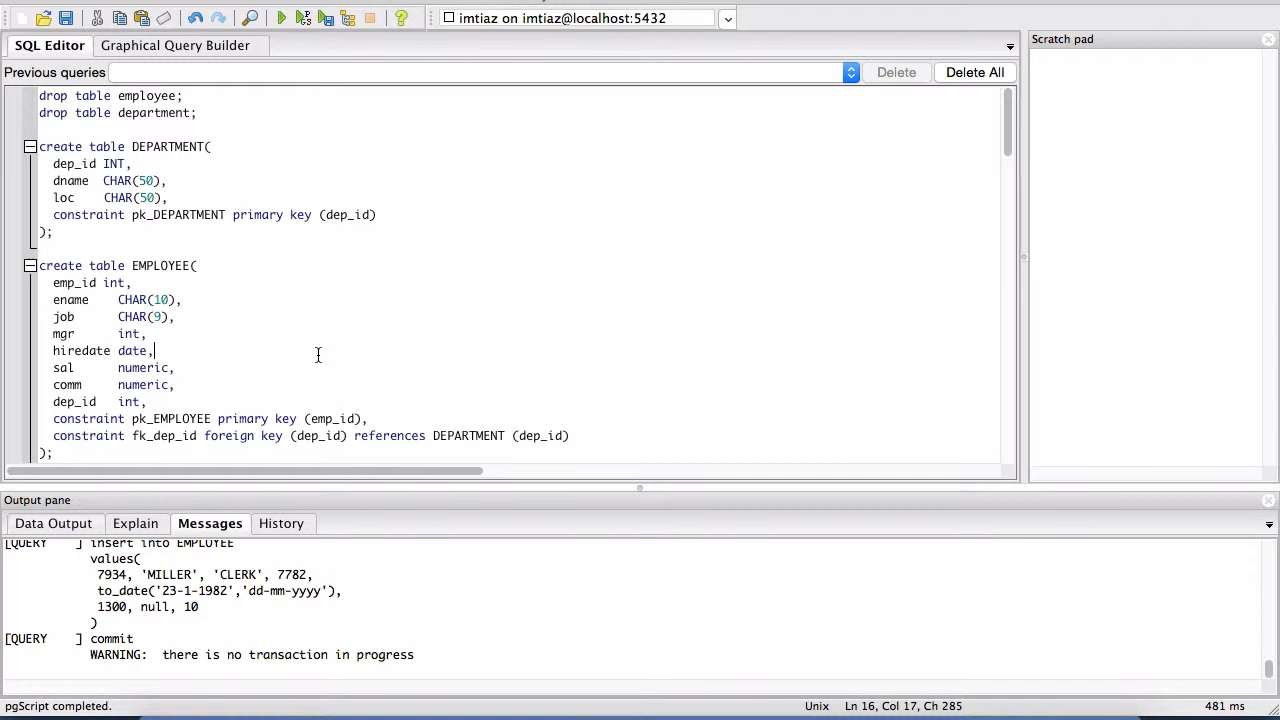 imtiaz on imtiaz@localhost:5432
SQL Editor
Graphical Query Builder
Scratch pad
Previous queries
Delete
Delete All
drop table employee;
drop table department;
create table DEPARTMENT(
dep_id INT,
dname CHAR(50),
loc CHAR(50),
constraint pk_DEPARTMENT primary key (dep_id)
);
create table EMPLOYEE(
emp_id int,
ename CHAR(10),
job CHAR(9),
mgr int,
hiredate date,
sal numeric,
comm numeric,
dep_id int,
constraint pk_EMPLOYEE primary key (emp_id),
constraint fk_dep_id foreign key (dep_id) references DEPARTMENT (dep_id)
);
Output pane
Data Output
Explain
Messages
History
[QUERY ] insert into EMPLOYEE
values(
7934, 'MILLER', 'CLERK', 7782,
to_date('23-1-1982','dd-mm-yyyy'),
1300, null, 10
)
[QUERY ] commit
WARNING: there is no transaction in progress
pgScript completed.
Unix
Ln 16, Col 17, Ch 285
481 ms